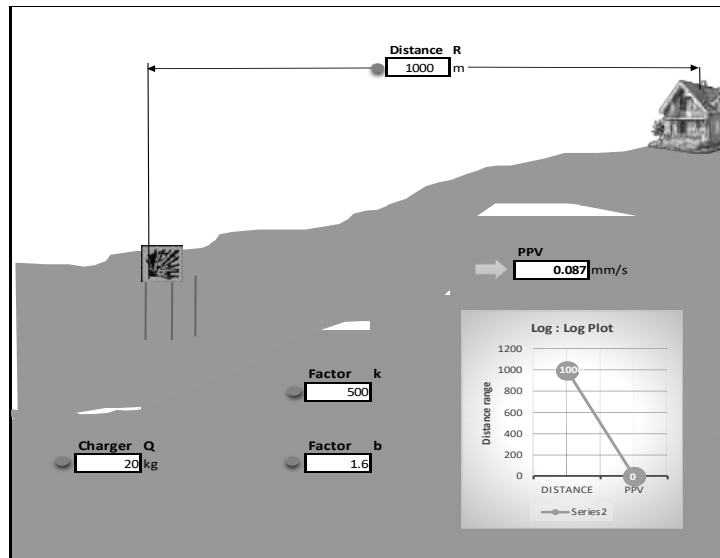 Distance R
1000 m
PPV
0.087 mm/s
Log : Log Plot
1200
1000
800
600
400
200
0
Distance range
100
0
DISTANCE PPV
Series2
Factor k
500
Charger Q
20 kg
Factor b
1.6